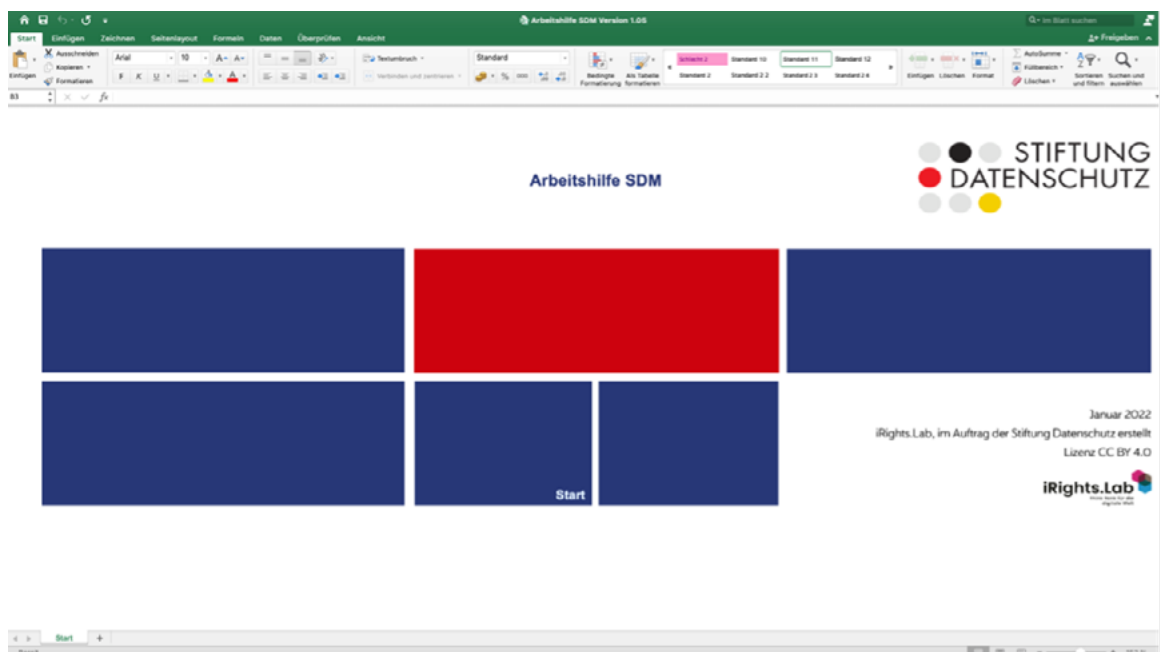 Arbeitshilfe SDM Version 1.05
Im Blatt suchen
Start Einfügen Zeichnen Seitenlayout Formeln Daten Überprüfen Ansicht
Freigeben
Ausschneiden
Kopieren
Formatieren
Einfügen
Arial 10
F K U
Textumbruch
Verbinden und zentrieren
Standard
Bedingte Formatierung
Als Tabelle formatieren
Schlecht 2 Standard 10 Standard 11 Standard 12
Standard 2 Standard 2 2 Standard 2 3 Standard 2 4
Einfügen Löschen Format
AutoSumme
Füllbereich
Löschen
Sortieren und filtern
Suchen und auswählen
B3
fx
STIFTUNG
DATENSCHUTZ
Arbeitshilfe SDM
Start
Januar 2022
iRights.Lab, im Auftrag der Stiftung Datenschutz erstellt
Lizenz CC BY 4.0
iRights.Lab
Start